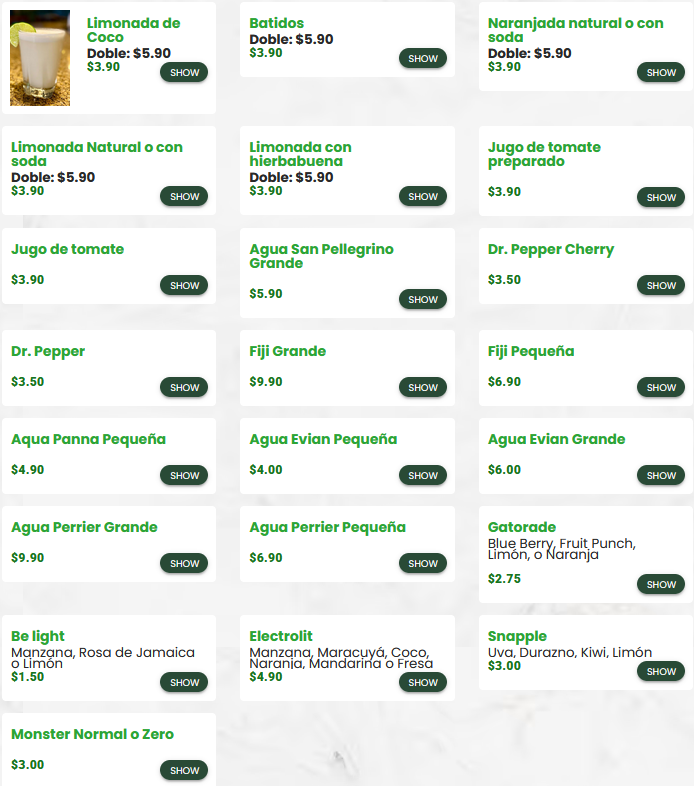 Limonada de
Coco
Doble: $5.90
$3.90
SHOW
Batidos
Doble: $5.90
$3.90
SHOW
Naranjada natural o con
soda
Doble: $5.90
$3.90
SHOW
Limonada Natural o con
soda
Doble: $5.90
$3.90
SHOW
Limonada con
hierbabuena
Doble: $5.90
$3.90
SHOW
Jugo de tomate
preparado
$3.90
SHOW
Jugo de tomate
$3.90
SHOW
Agua San Pellegrino
Grande
$5.90
SHOW
Dr. Pepper Cherry
$3.50
SHOW
Dr. Pepper
$3.50
SHOW
Fiji Grande
$9.90
SHOW
Fiji Pequeña
$6.90
SHOW
Aqua Panna Pequeña
$4.90
SHOW
Agua Evian Pequeña
$4.00
SHOW
Agua Evian Grande
$6.00
SHOW
Agua Perrier Grande
$9.90
SHOW
Agua Perrier Pequeña
$6.90
SHOW
Gatorade
Blue Berry, Fruit Punch,
Limón, o Naranja
$2.75
SHOW
Be light
Manzana, Rosa de Jamaica
o Limón
$1.50
SHOW
Electrolit
Manzana, Maracuyá, Coco,
Naranja, Mandarina o Fresa
$4.90
SHOW
Snapple
Uva, Durazno, Kiwi, Limón
$3.00
SHOW
Monster Normal o Zero
$3.00
SHOW